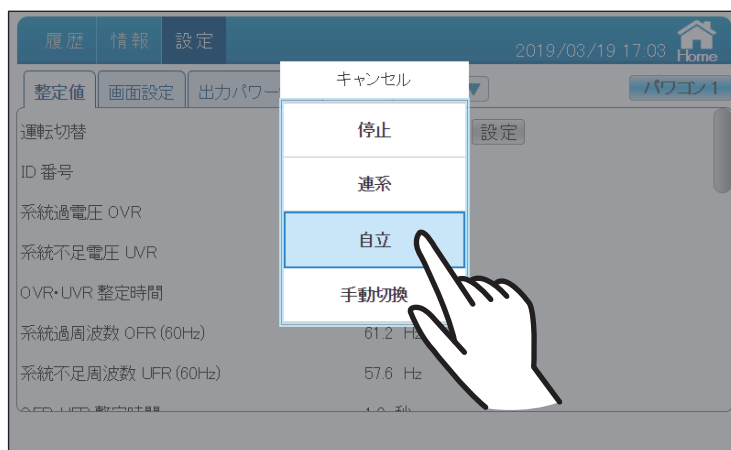 履歴 情報 設定
2019/03/19 17:03 Home
整定値 画面設定 出力パワー ▼ パワコン 1
キャンセル
停止
連系
自立
手動切換
運転切替 設定
ID 番号
系統過電圧 OVR
系統不足電圧 UVR
OVR・UVR 整定時間
系統過周波数 OFR (60Hz) 61.2 Hz
系統不足周波数 UFR (60Hz) 57.6 Hz